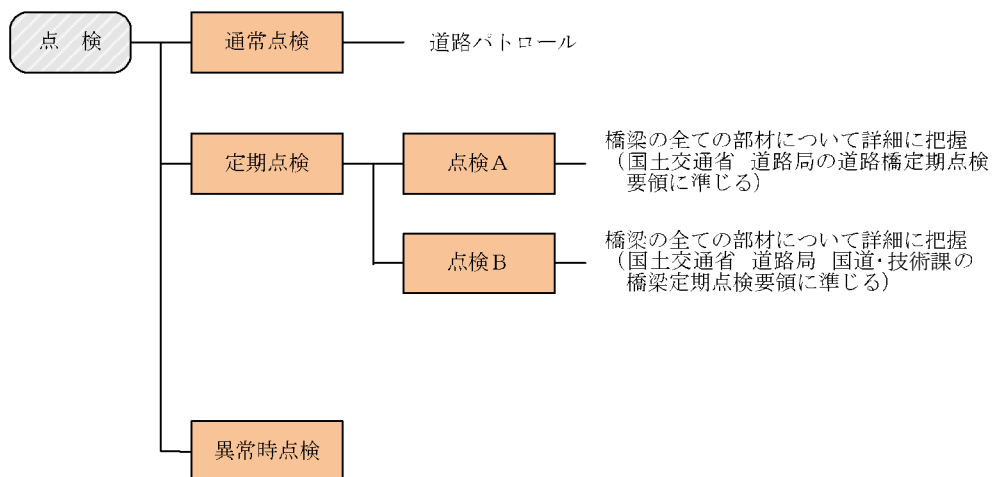 点　検
通常点検
道路パトロール
定期点検
点検Ａ
橋梁の全ての部材について詳細に把握
（国土交通省　道路局の道路橋定期点検
要領に準じる）
点検Ｂ
橋梁の全ての部材について詳細に把握
（国土交通省　道路局　国道・技術課の
橋梁定期点検要領に準じる）
異常時点検